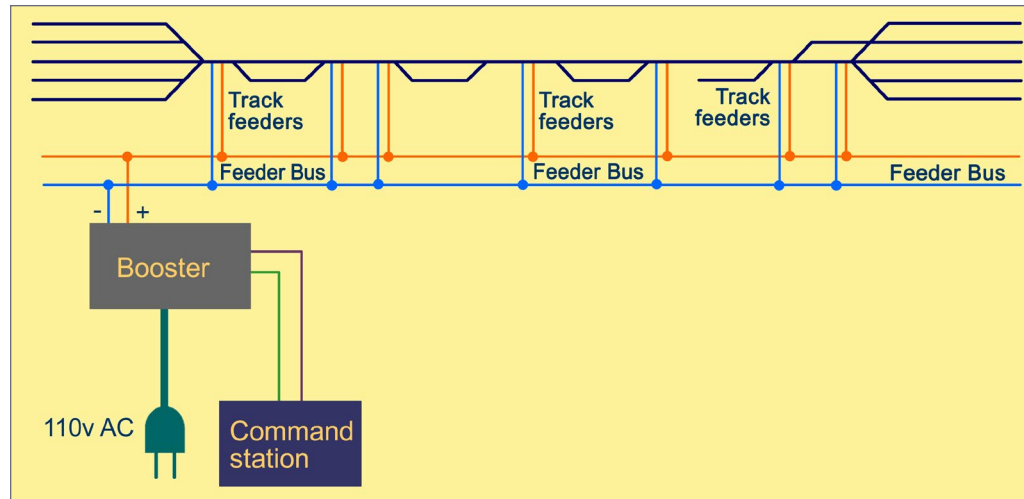 Track
feeders
Track
feeders
Track
feeders
Feeder Bus
Feeder Bus
Feeder Bus
- +
Booster
110v AC
Command
station